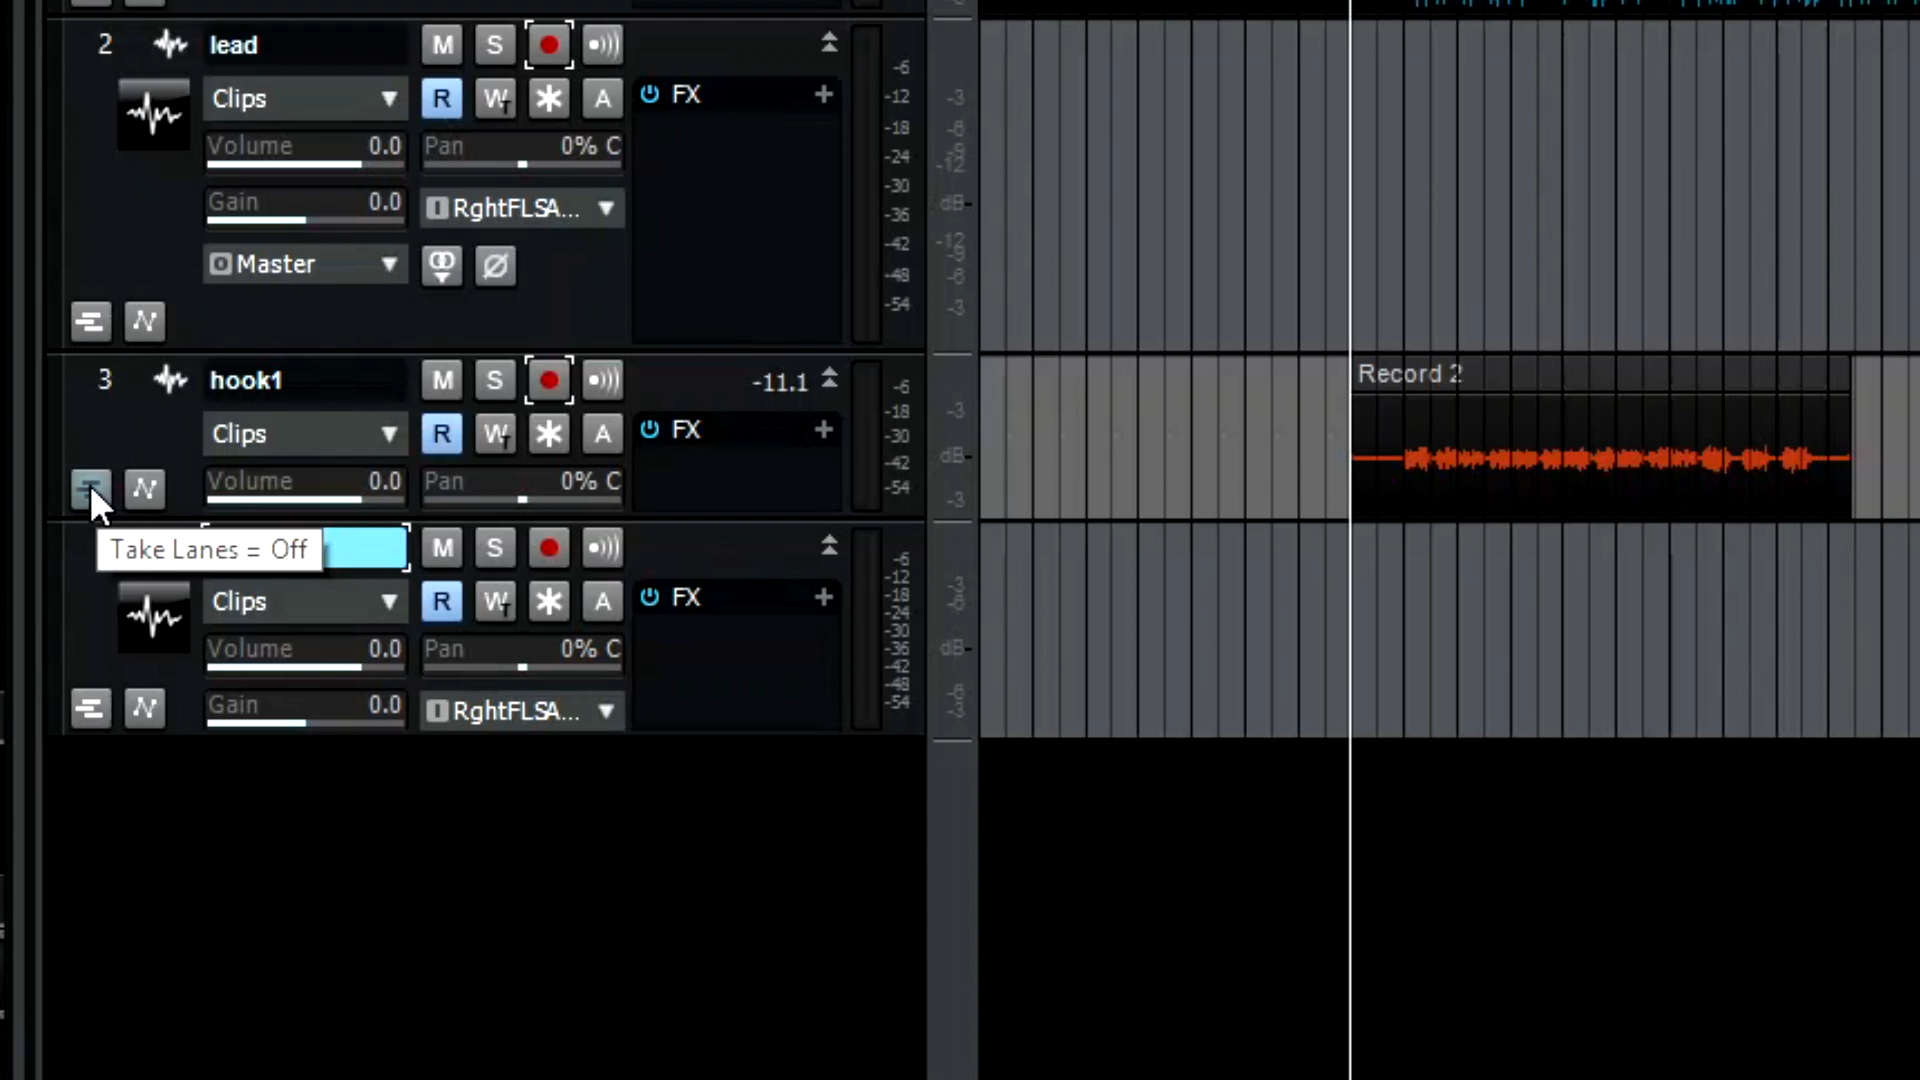 2 lead M S
Clips R W A FX +
Volume 0.0 Pan 0% C
Gain 0.0 RghtFLSA...
Master
-6
-12
-18
-24
-30
-36
-42
-48
-54
-3
-6
-9
-12
dB-
-12
-9
-6
-3
3 hook1 M S -11.1
Clips R W A FX +
Volume 0.0 Pan 0% C
-6
-18
-30
-42
-54
-3
dB-
-3
Record 2
Take Lanes = Off
M S
Clips R W A FX +
Volume 0.0 Pan 0% C
Gain 0.0 RghtFLSA...
-6
-12
-18
-24
-30
-36
-42
-48
-54
-3
-6
dB-
-6
-3